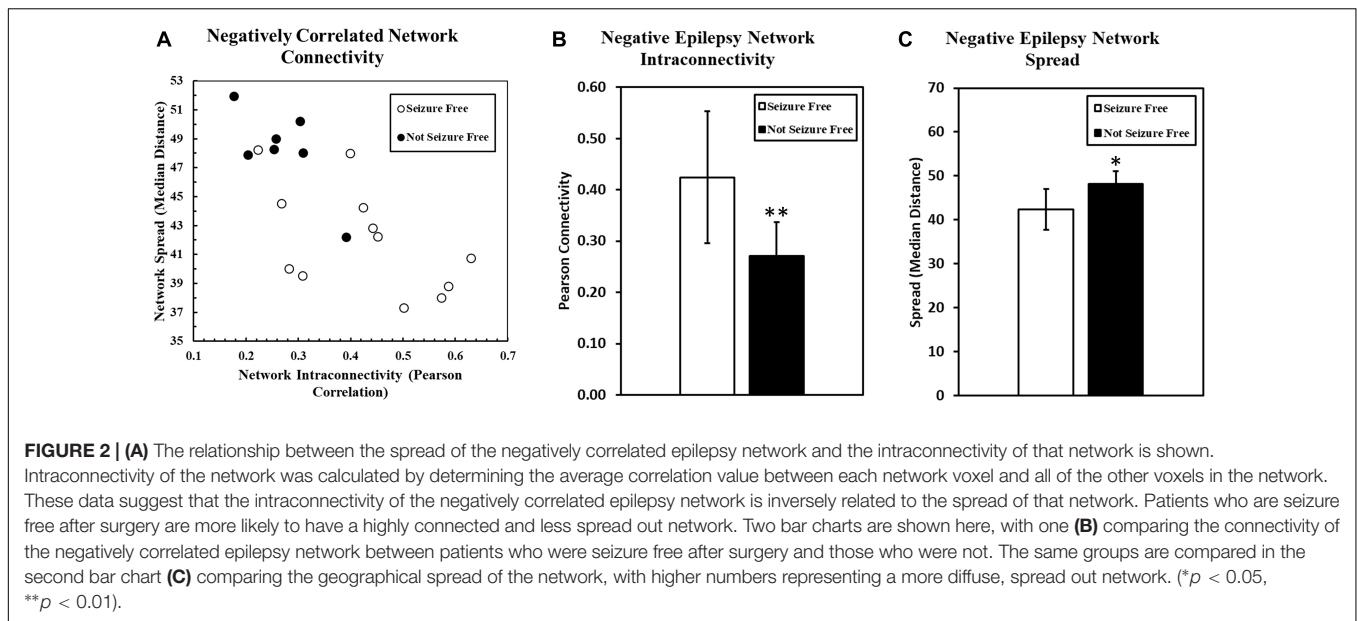 A
Negatively Correlated Network
Connectivity
Network Spread (Median Distance)
53
51
49
47
45
43
41
39
37
35
○ Seizure Free
● Not Seizure Free
0.1 0.2 0.3 0.4 0.5 0.6 0.7
Network Intraconnectivity (Pearson
Correlation)
B
Negative Epilepsy Network
Intraconnectivity
Pearson Connectivity
0.60
0.50
0.40
0.30
0.20
0.10
0.00
Seizure Free
Not Seizure Free
**
C
Negative Epilepsy Network
Spread
Spread (Median Distance)
70
60
50
40
30
20
10
0
Seizure Free
Not Seizure Free
*
FIGURE 2 | (A) The relationship between the spread of the negatively correlated epilepsy network and the intraconnectivity of that network is shown.
Intraconnectivity of the network was calculated by determining the average correlation value between each network voxel and all of the other voxels in the network.
These data suggest that the intraconnectivity of the negatively correlated epilepsy network is inversely related to the spread of that network. Patients who are seizure
free after surgery are more likely to have a highly connected and less spread out network. Two bar charts are shown here, with one (B) comparing the connectivity of
the negatively correlated epilepsy network between patients who were seizure free after surgery and those who were not. The same groups are compared in the
second bar chart (C) comparing the geographical spread of the network, with higher numbers representing a more diffuse, spread out network. (*p < 0.05,
**p < 0.01).